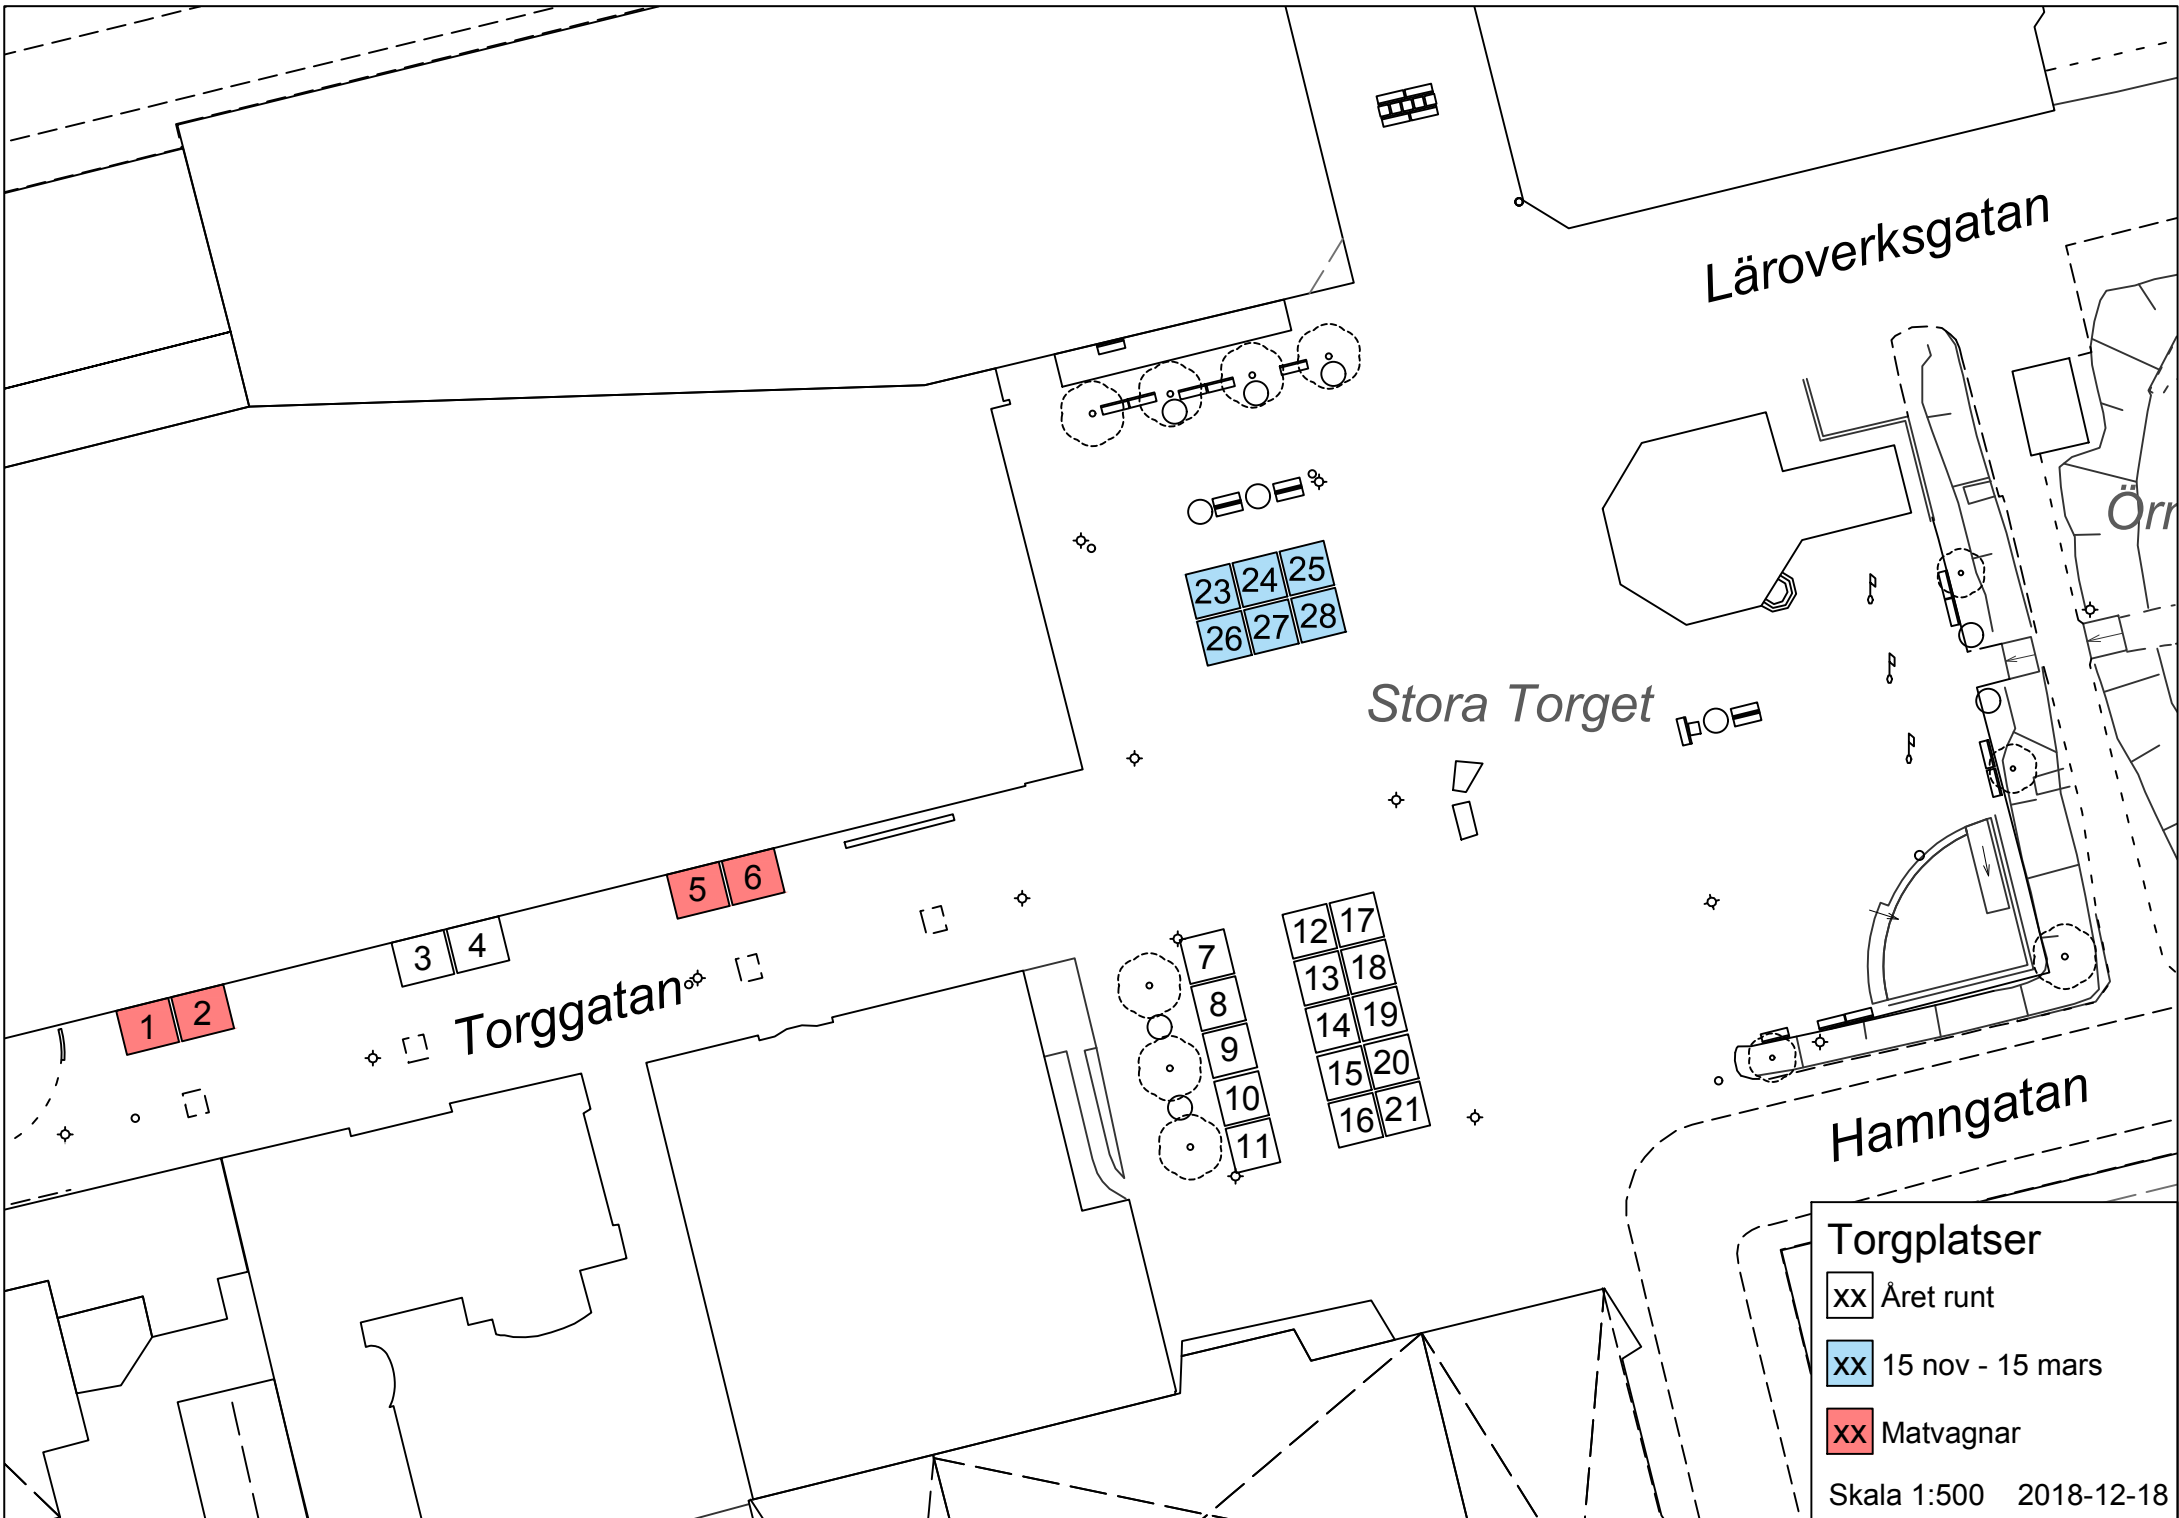 Läroverksgatan
Örr
23 24 25
26 27 28
Stora Torget
5 6
3 4
1 2
Torggatan
7
8
9
10
11
12 17
13 18
14 19
15 20
16 21
Hamngatan
Torgplatser
xx Året runt
xx 15 nov - 15 mars
xx Matvagnar
Skala 1:500 2018-12-18